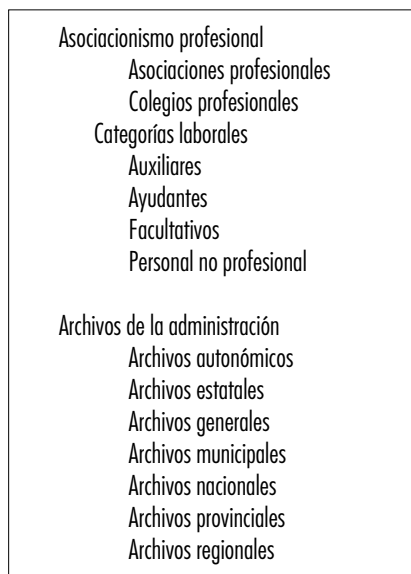 Asociacionismo profesional
Asociaciones profesionales
Colegios profesionales
Categorías laborales
Auxiliares
Ayudantes
Facultativos
Personal no profesional
Archivos de la administración
Archivos autonómicos
Archivos estatales
Archivos generales
Archivos municipales
Archivos nacionales
Archivos provinciales
Archivos regionales